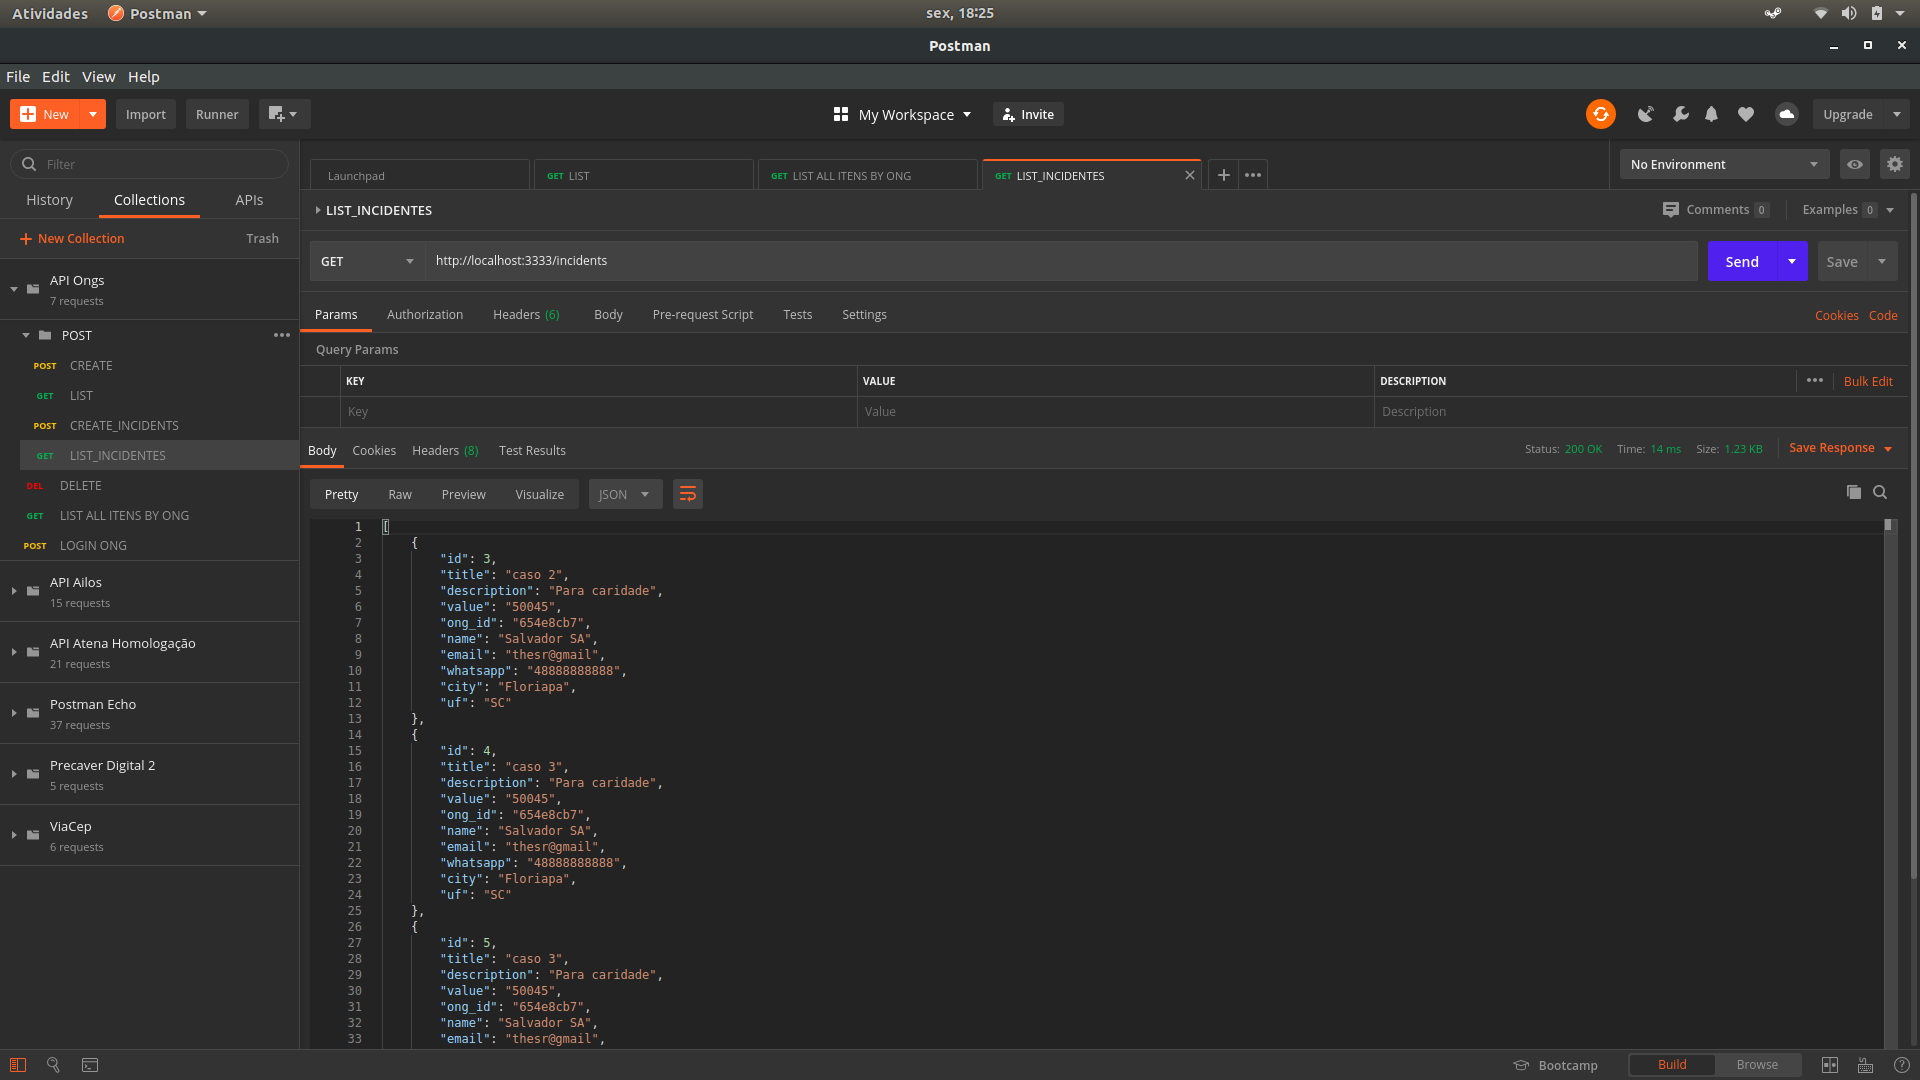 Atividades Postman sex, 18:25
Postman
File Edit View Help
New Import Runner My Workspace Invite Upgrade
Filter
History Collections APIs
New Collection Trash
API Ongs
7 requests
POST
POST CREATE
GET LIST
POST CREATE_INCIDENTS
GET LIST_INCIDENTES
DEL DELETE
GET LIST ALL ITENS BY ONG
POST LOGIN ONG
API Ailos
15 requests
API Atena Homologação
21 requests
Postman Echo
37 requests
Precaver Digital 2
5 requests
ViaCep
6 requests
Launchpad GET LIST GET LIST ALL ITENS BY ONG GET LIST_INCIDENTES No Environment
LIST_INCIDENTES Comments 0 Examples 0
GET http://localhost:3333/incidents Send Save
Params Authorization Headers (6) Body Pre-request Script Tests Settings Cookies Code
Query Params
KEY VALUE DESCRIPTION Bulk Edit
Key Value Description
Body Cookies Headers (8) Test Results Status: 200 OK Time: 14 ms Size: 1.23 KB Save Response
Pretty Raw Preview Visualize JSON
1 [
2 {
3 "id": 3,
4 "title": "caso 2",
5 "description": "Para caridade",
6 "value": "50045",
7 "ong_id": "654e8cb7",
8 "name": "Salvador SA",
9 "email": "thesr@gmail",
10 "whatsapp": "48888888888",
11 "city": "Floriapa",
12 "uf": "SC"
13 },
14 {
15 "id": 4,
16 "title": "caso 3",
17 "description": "Para caridade",
18 "value": "50045",
19 "ong_id": "654e8cb7",
20 "name": "Salvador SA",
21 "email": "thesr@gmail",
22 "whatsapp": "48888888888",
23 "city": "Floriapa",
24 "uf": "SC"
25 },
26 {
27 "id": 5,
28 "title": "caso 3",
29 "description": "Para caridade",
30 "value": "50045",
31 "ong_id": "654e8cb7",
32 "name": "Salvador SA",
33 "email": "thesr@gmail",
Bootcamp Build Browse